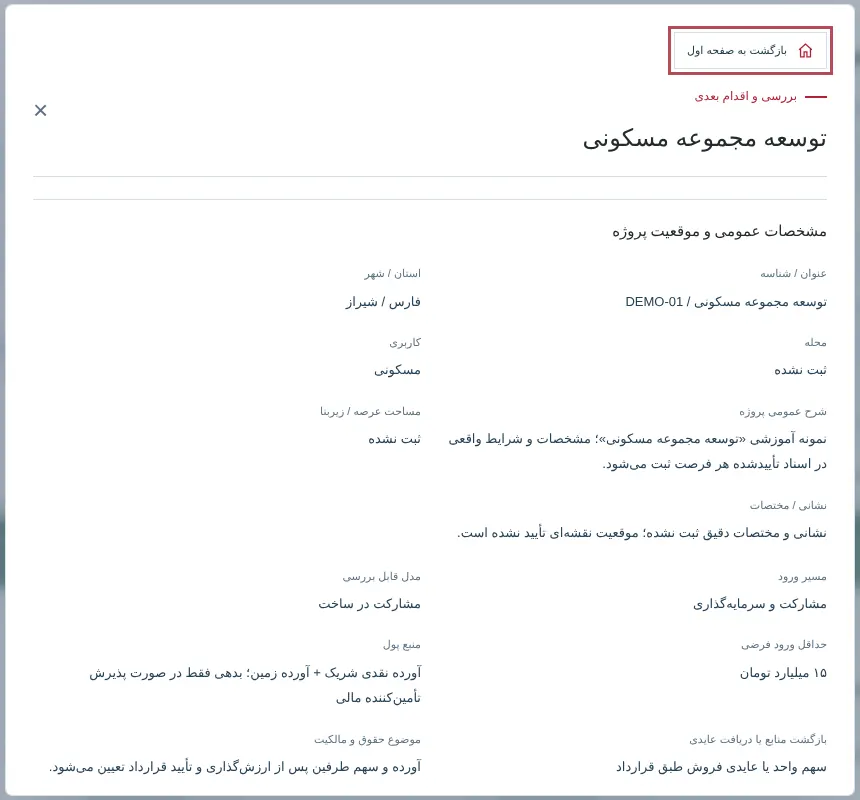 بازگشت به صفحه اول
بررسی و اقدام بعدی
توسعه مجموعه مسکونی
مشخصات عمومی و موقعیت پروژه
عنوان / شناسه
توسعه مجموعه مسکونی / DEMO-01
استان / شهر
فارس / شیراز
محله
ثبت نشده
کاربری
مسکونی
شرح عمومی پروژه
نمونه آموزشی «توسعه مجموعه مسکونی»؛ مشخصات و شرایط واقعی
در اسناد تأییدشده هر فرصت ثبت می‌شود.
مساحت عرصه / زیربنا
ثبت نشده
نشانی / مختصات
نشانی و مختصات دقیق ثبت نشده؛ موقعیت نقشه‌ای تأیید نشده است.
مسیر ورود
مشارکت و سرمایه‌گذاری
مدل قابل بررسی
مشارکت در ساخت
حداقل ورود فرضی
۱۵ میلیارد تومان
منبع پول
آورده نقدی شریک + آورده زمین؛ بدهی فقط در صورت پذیرش
تأمین‌کننده مالی
بازگشت منابع یا دریافت عایدی
سهم واحد یا عایدی فروش طبق قرارداد
موضوع حقوق و مالکیت
آورده و سهم طرفین پس از ارزش‌گذاری و تأیید قرارداد تعیین می‌شود.